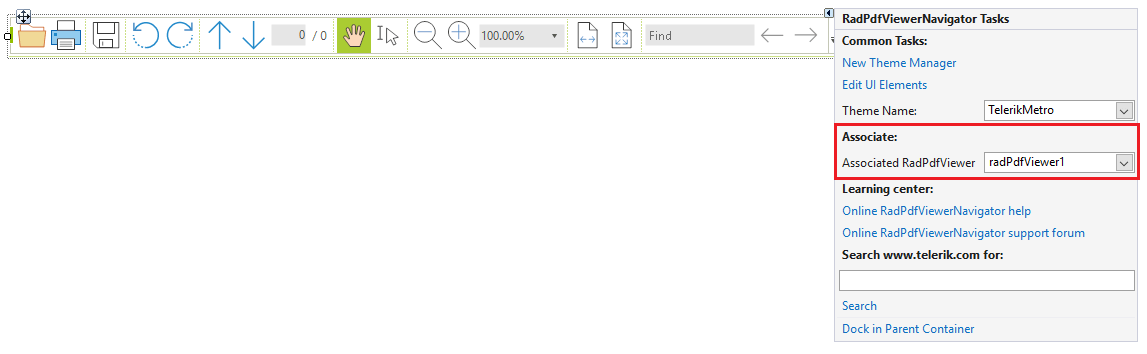 0 / 0
100.00%
Find
RadPdfViewerNavigator Tasks
Common Tasks:
New Theme Manager
Edit UI Elements
Theme Name: TelerikMetro
Associate:
Associated RadPdfViewer radPdfViewer1
Learning center:
Online RadPdfViewerNavigator help
Online RadPdfViewerNavigator support forum
Search www.telerik.com for:
Search
Dock in Parent Container